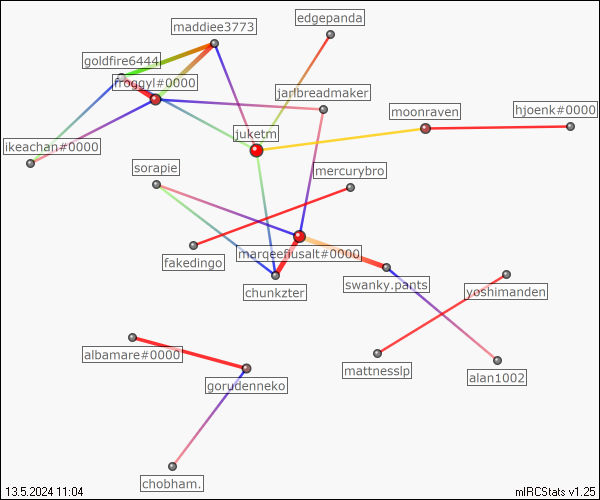 edgepanda
maddiee3773
goldfire6444
froggyl#0000
jarlbreadmaker
moonraven
hjoenk#0000
juketm
ikeachan#0000
sorapie
mercurybro
marqeefiusalt#0000
fakedingo
swanky.pants
chunkzter
yoshimanden
albamare#0000
mattnesslp
alan1002
gorudenneko
chobham.
13.5.2024 11:04
mIRCStats v1.25